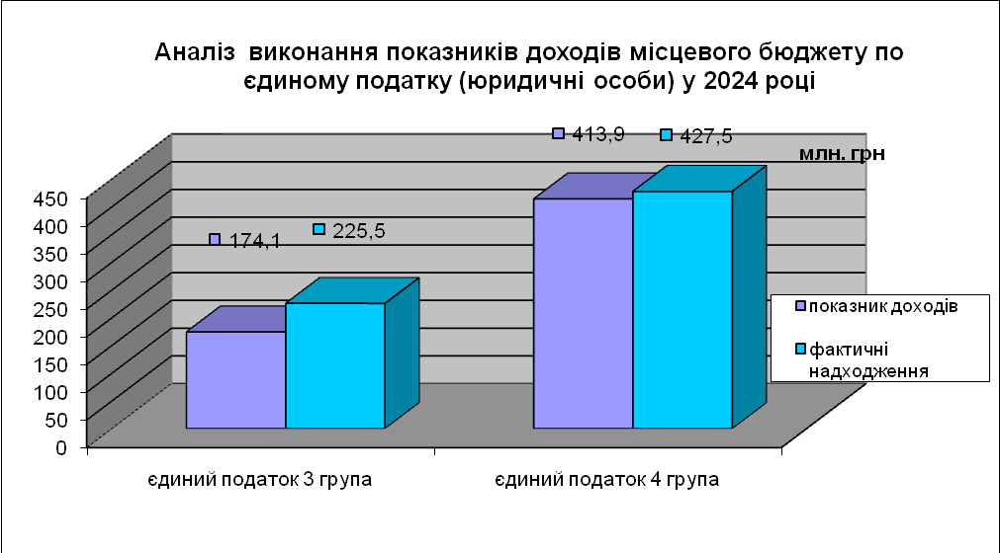 Аналіз виконання показників доходів місцевого бюджету по
єдиному податку (юридичні особи) у 2024 році
413,9
427,5
млн. грн
174,1
225,5
450
400
350
300
250
200
150
100
50
0
показник доходів
фактичні
надходження
єдиний податок 3 група
єдиний податок 4 група